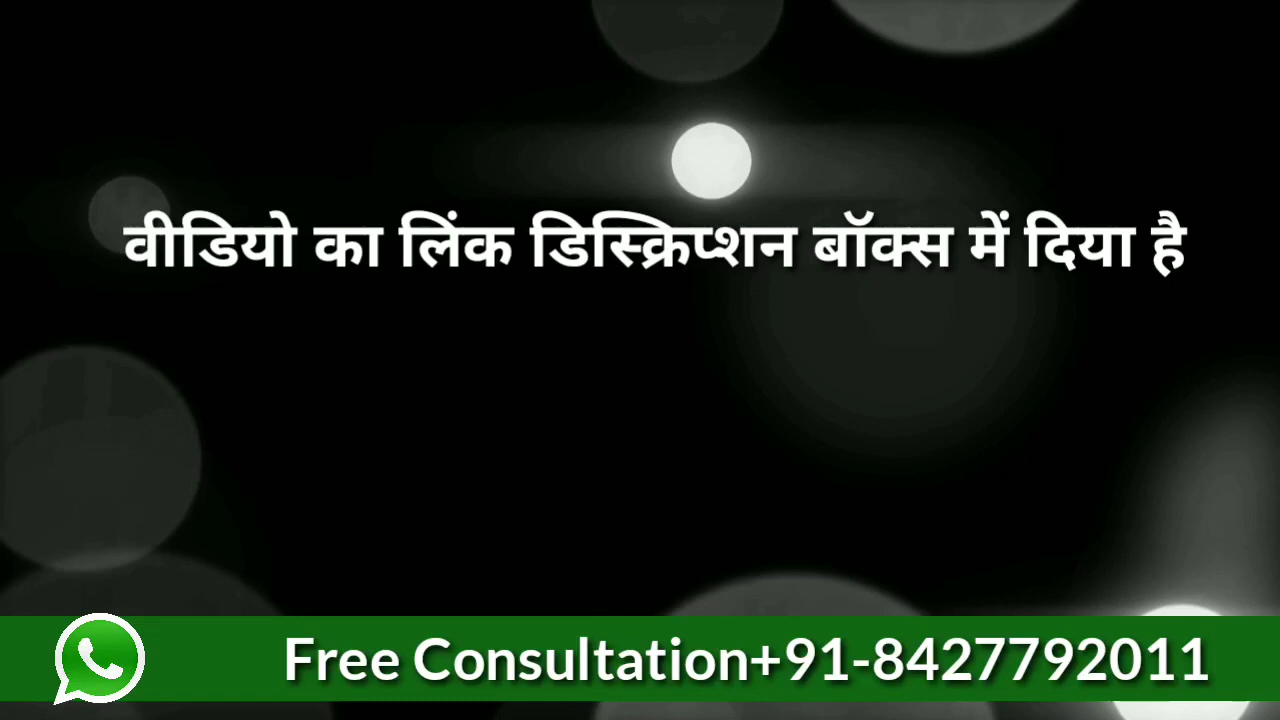 वीडियो का लिंक डिस्क्रिप्शन बॉक्स में दिया है
Free Consultation+91-8427792011